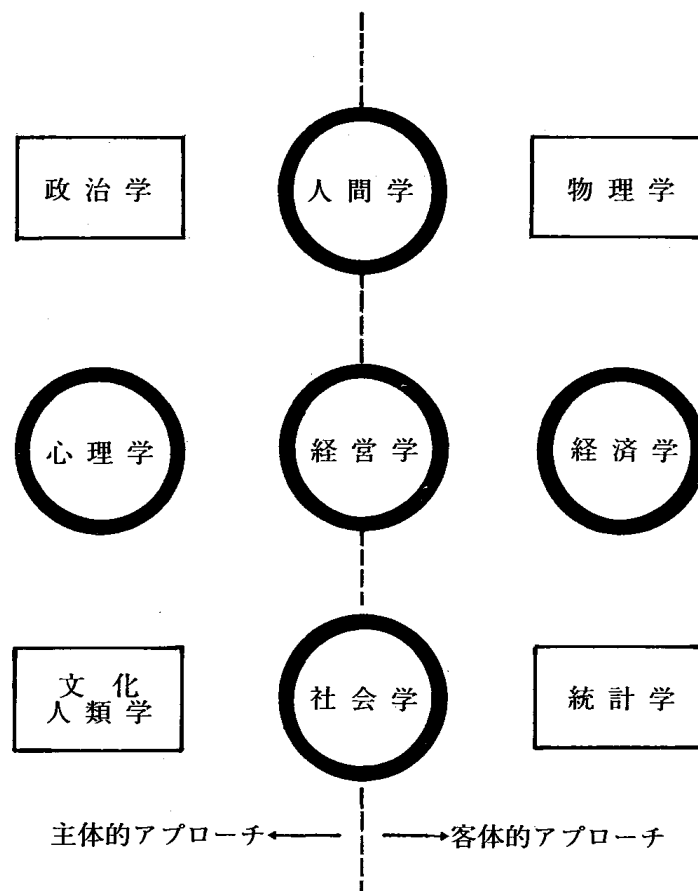 政治学
人間学
物理学
心理学
経営学
経済学
文化
人類学
社会学
統計学
主体的アプローチ
客体的アプローチ